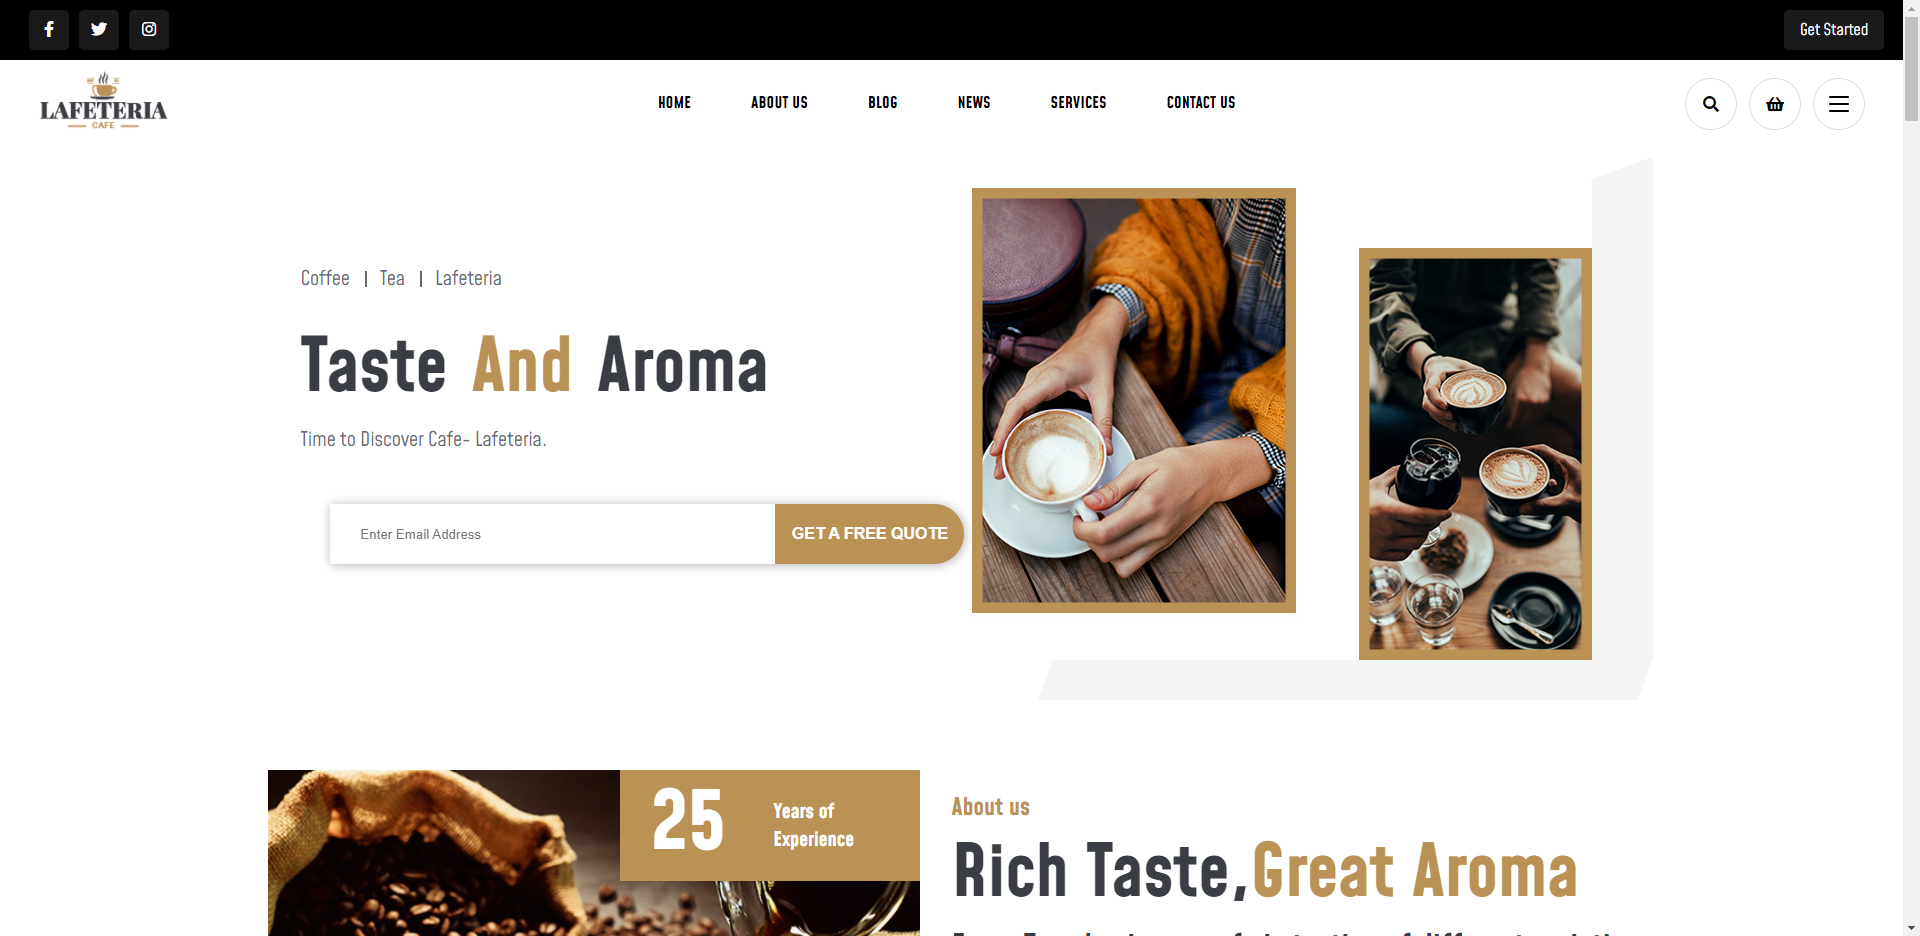 Get Started
LAFETERIA
CAFE
HOME ABOUT US BLOG NEWS SERVICES CONTACT US
Coffee | Tea | Lafeteria
Taste And Aroma
Time to Discover Cafe- Lafeteria.
Enter Email Address GET A FREE QUOTE
25 Years of
Experience
About us
Rich Taste,Great Aroma